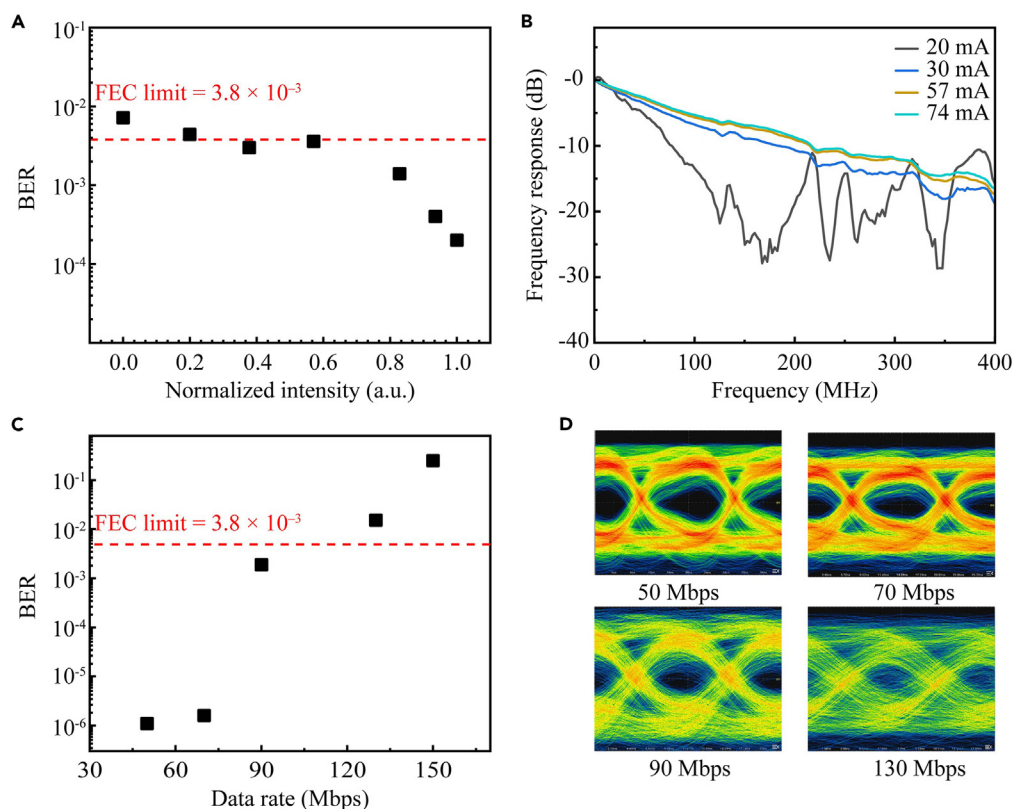 A
10⁻¹
10⁻²
10⁻³
10⁻⁴
BER
FEC limit = 3.8 × 10⁻³
0.0 0.2 0.4 0.6 0.8 1.0
Normalized intensity (a.u.)
B
-0
-10
-20
-30
-40
Frequency response (dB)
20 mA
30 mA
57 mA
74 mA
0 100 200 300 400
Frequency (MHz)
C
10⁻¹
10⁻²
10⁻³
10⁻⁴
10⁻⁵
10⁻⁶
BER
FEC limit = 3.8 × 10⁻³
30 60 90 120 150
Data rate (Mbps)
D
50 Mbps
70 Mbps
90 Mbps
130 Mbps